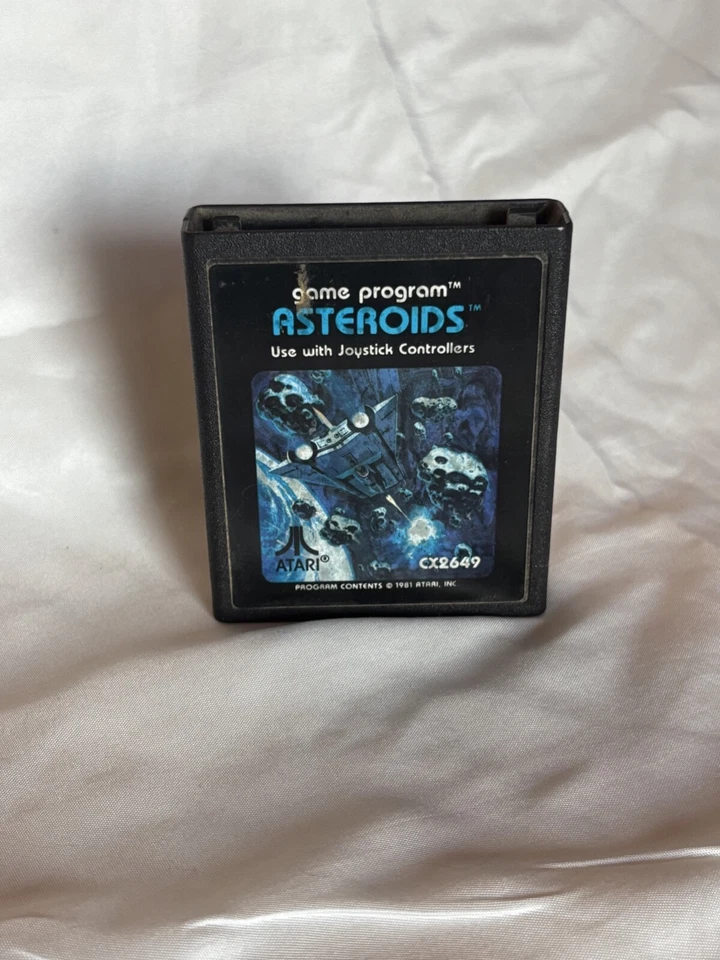 game program™
ASTEROIDS™
Use with Joystick Controllers
ATARI®
CX2649
PROGRAM CONTENTS © 1981 ATARI, INC